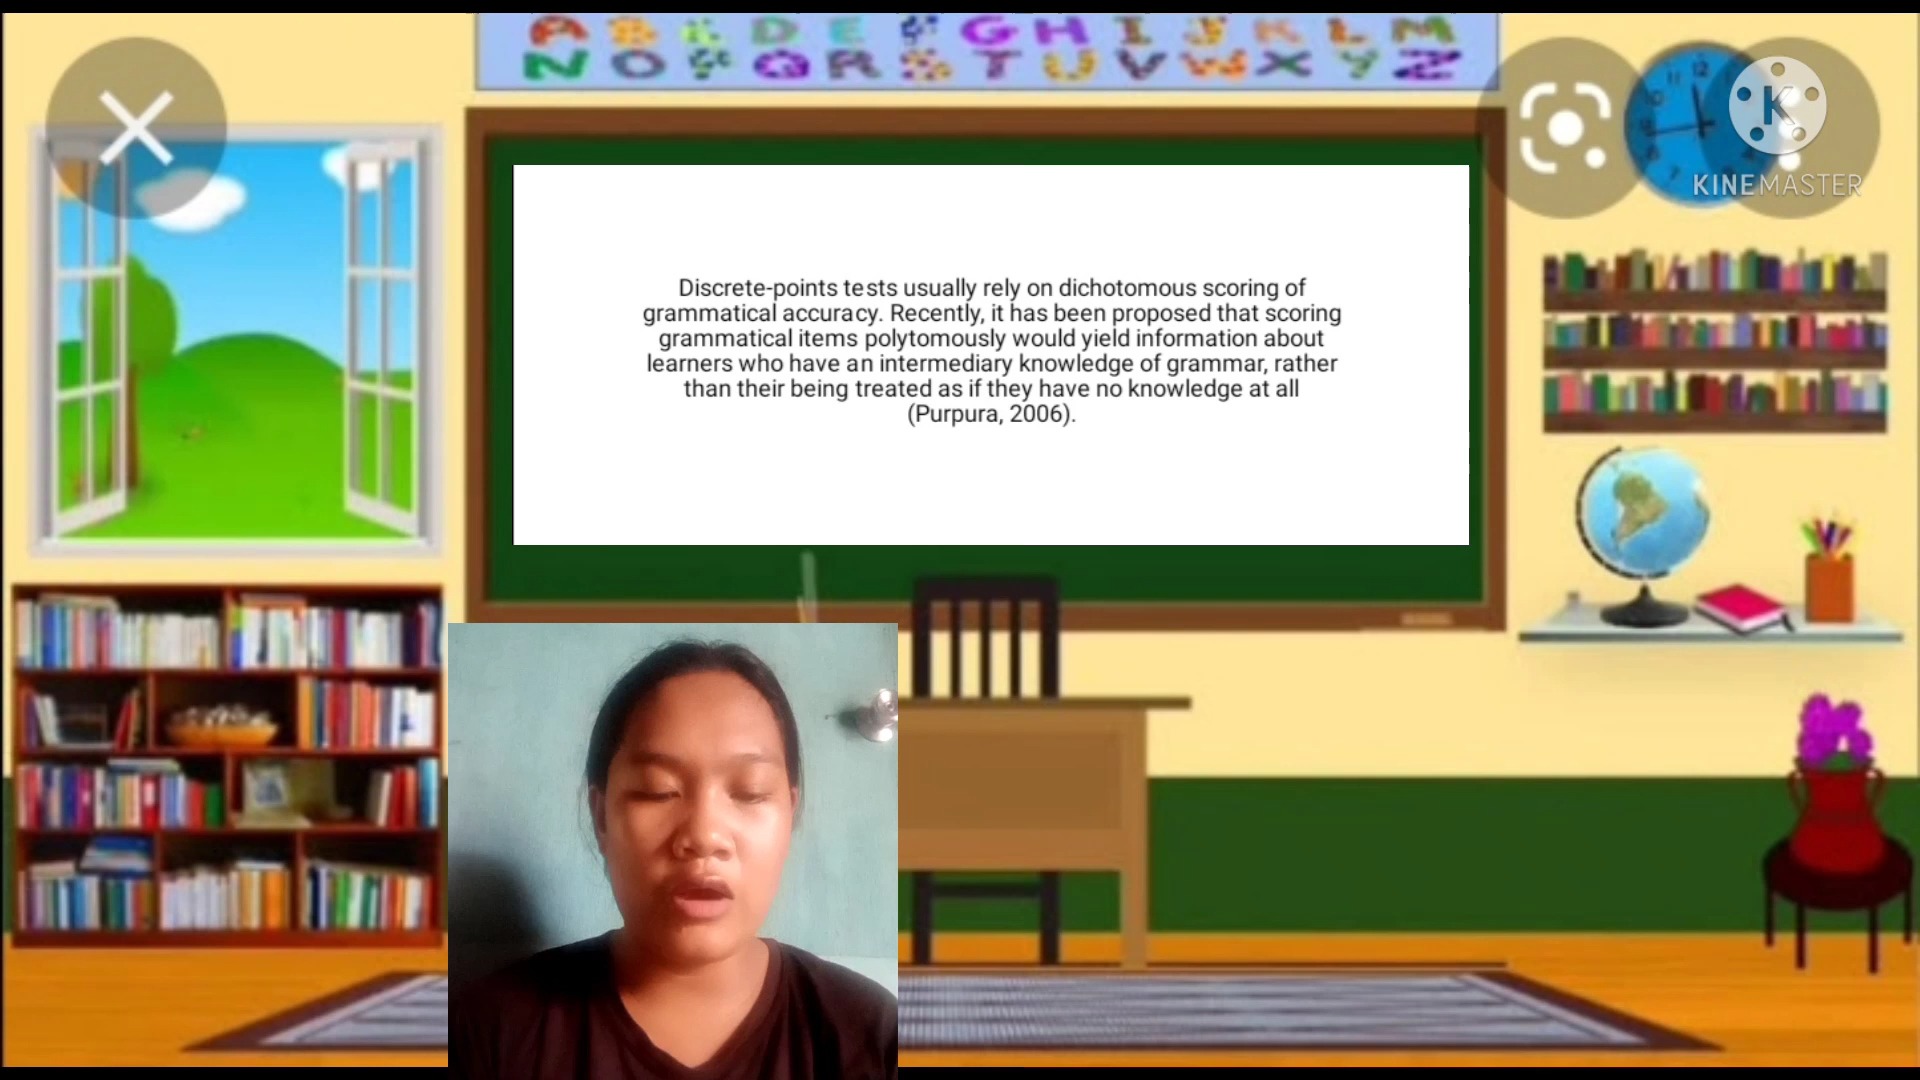 A B C D E F G H I J K L M
N O P Q R S T U V W X Y Z
Discrete-points tests usually rely on dichotomous scoring of
grammatical accuracy. Recently, it has been proposed that scoring
grammatical items polytomously would yield information about
learners who have an intermediary knowledge of grammar, rather
than their being treated as if they have no knowledge at all
(Purpura, 2006).
K
KINEMASTER